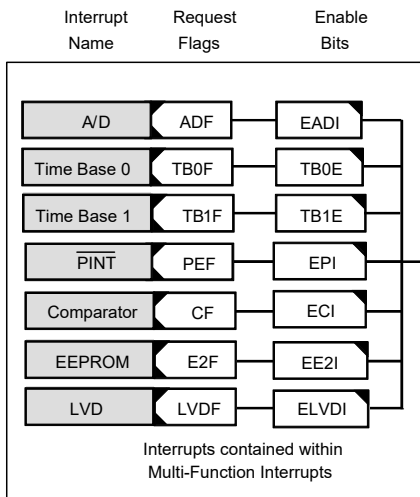 Interrupt Name Request Flags Enable Bits
A/D ADF EADI
Time Base 0 TB0F TB0E
Time Base 1 TB1F TB1E
PINT PEF EPI
Comparator CF ECI
EEPROM E2F EE2I
LVD LVDF ELVDI
Interrupts contained within
Multi-Function Interrupts